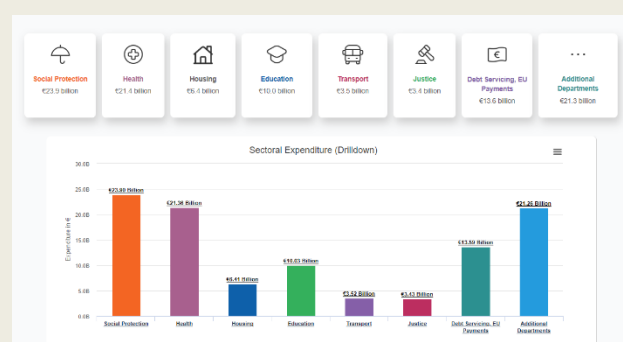 Social Protection
€23.9 billion
Health
€21.4 billion
Housing
€6.4 billion
Education
€10.0 billion
Transport
€3.5 billion
Justice
€3.4 billion
Debt Servicing, EU
Payments
€13.6 billion
Additional
Departments
€21.3 billion
Sectoral Expenditure (Drilldown)
Expenditure in €
30.0B
25.0B
20.0B
15.0B
10.0B
5.0B
0.0B
€23.90 Billion
€21.36 Billion
€6.41 Billion
€10.03 Billion
€3.52 Billion
€3.43 Billion
€13.59 Billion
€21.25 Billion
Social Protection
Health
Housing
Education
Transport
Justice
Debt Servicing, EU
Payments
Additional
Departments